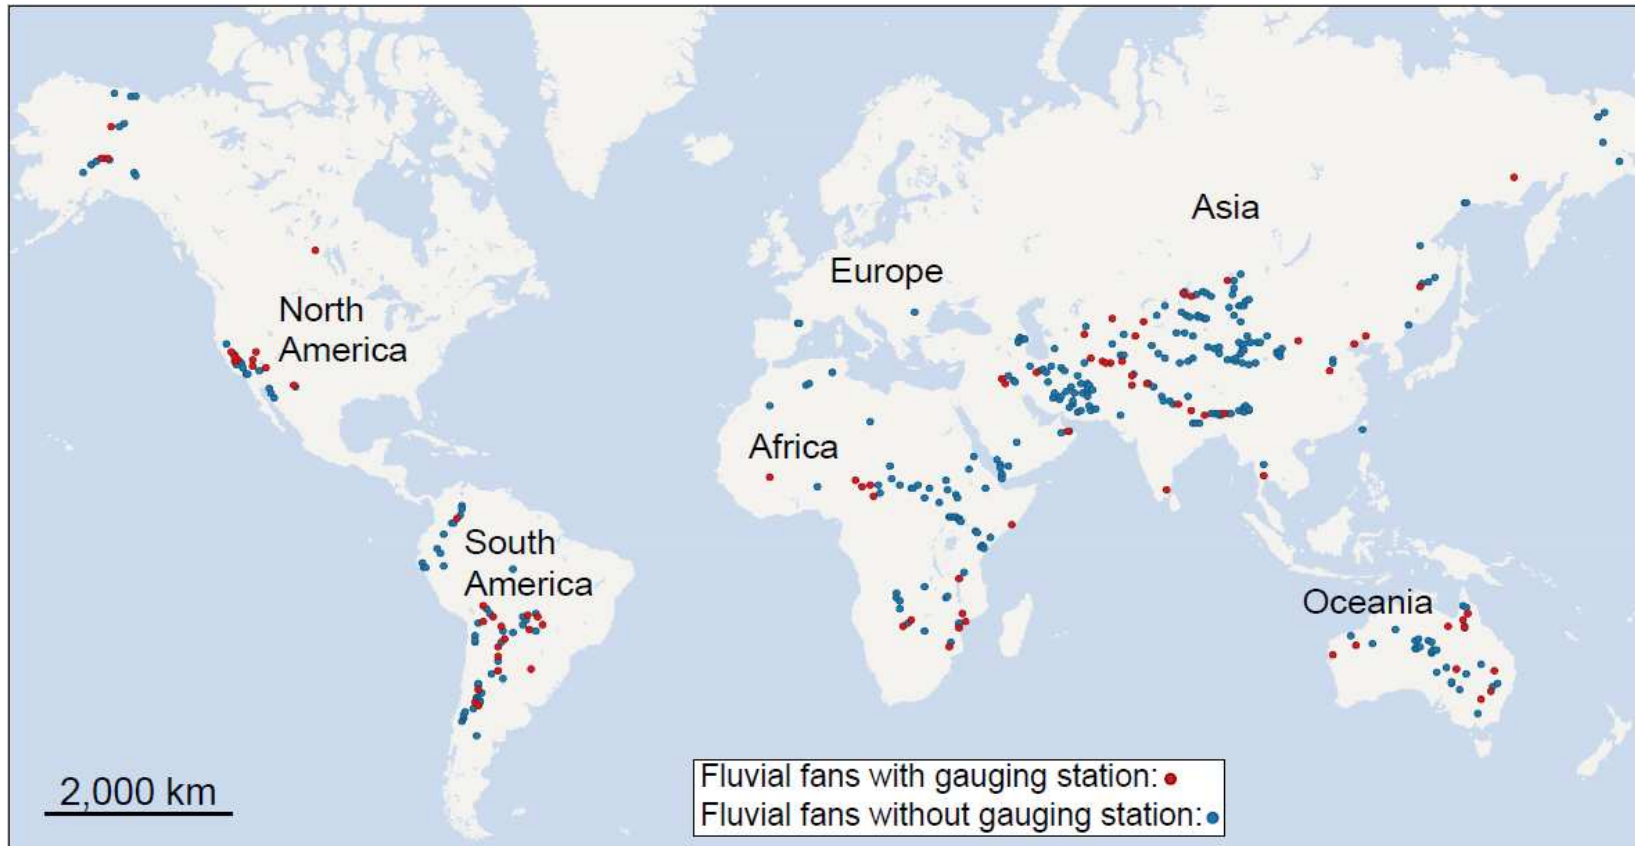 Asia
Europe
North
America
Africa
South
America
Oceania
2,000 km
Fluvial fans with gauging station:
Fluvial fans without gauging station: